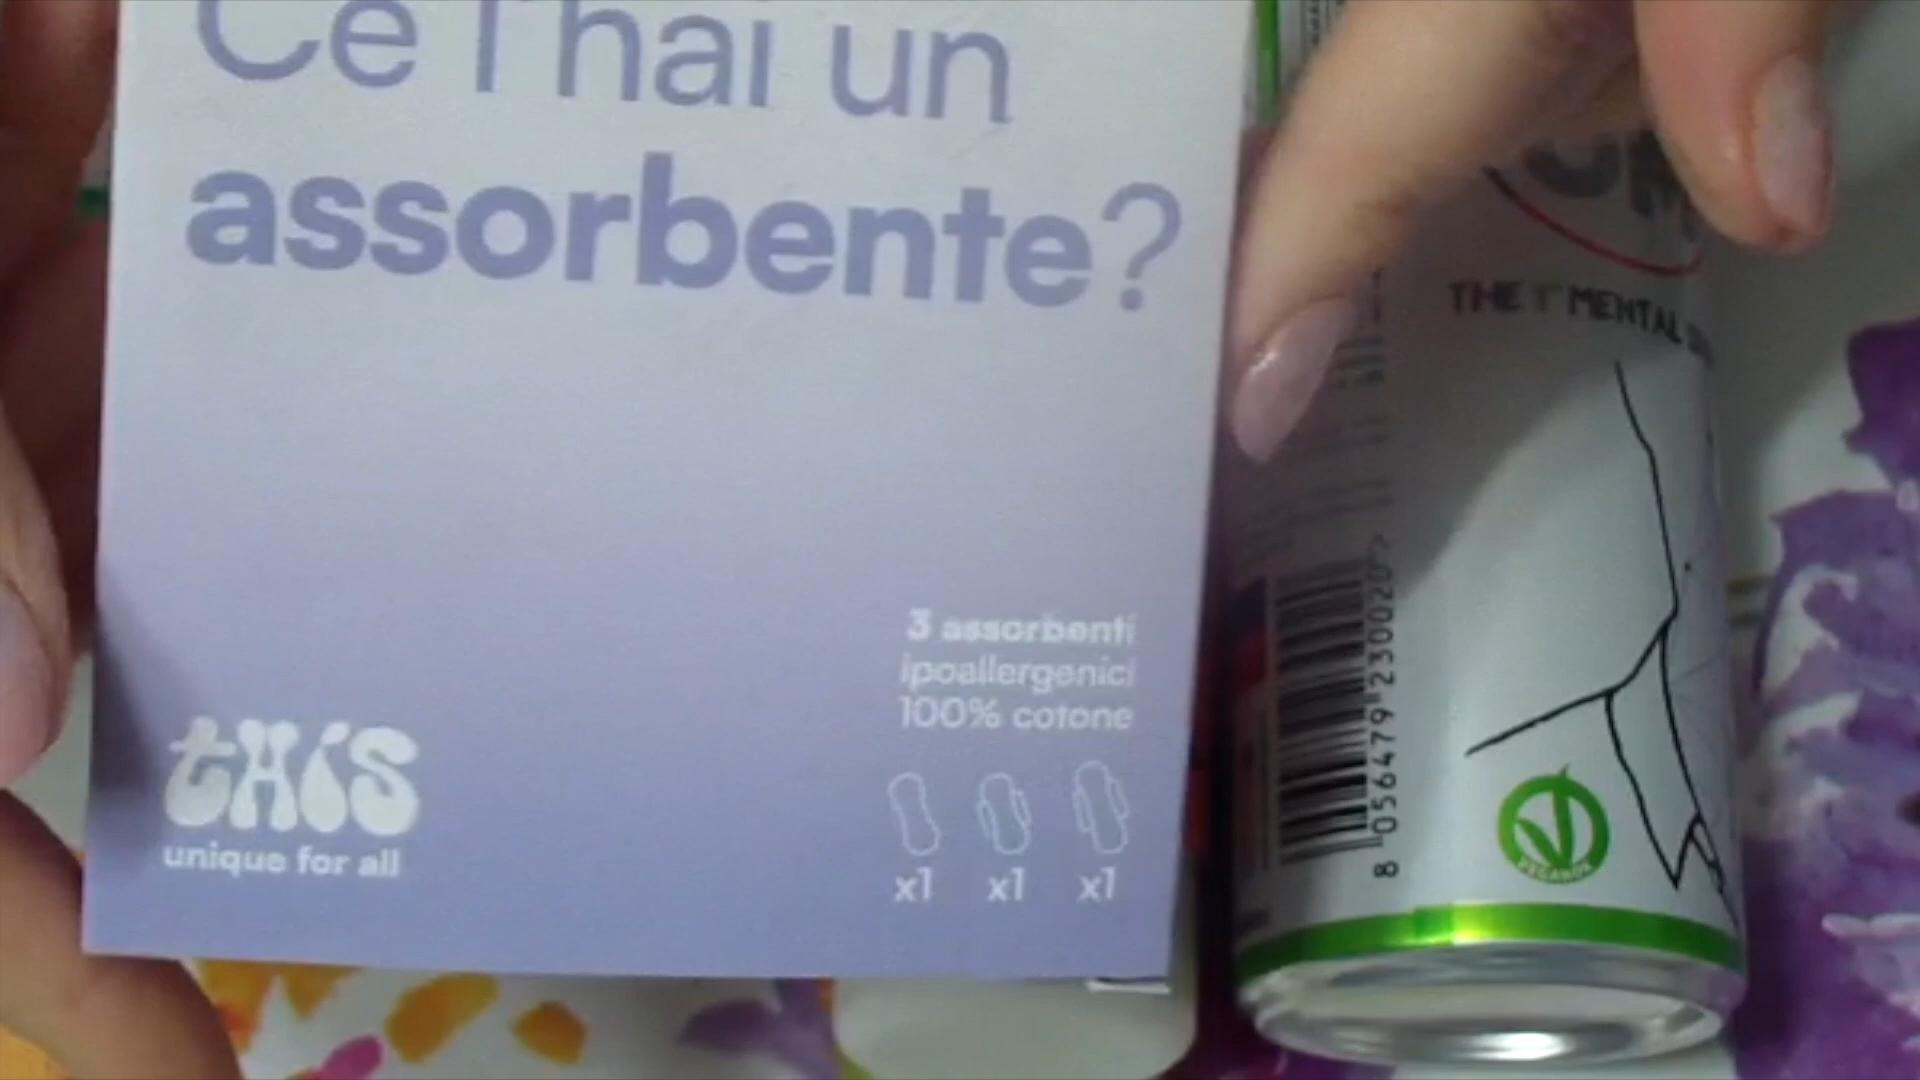 Ce l'hai un
assorbente?
3 assorbenti
ipoallergenici
100% cotone
tHis
unique for all
x1 x1 x1
THE 1° MENTAL
8 056479 230020 >
VEGANOK